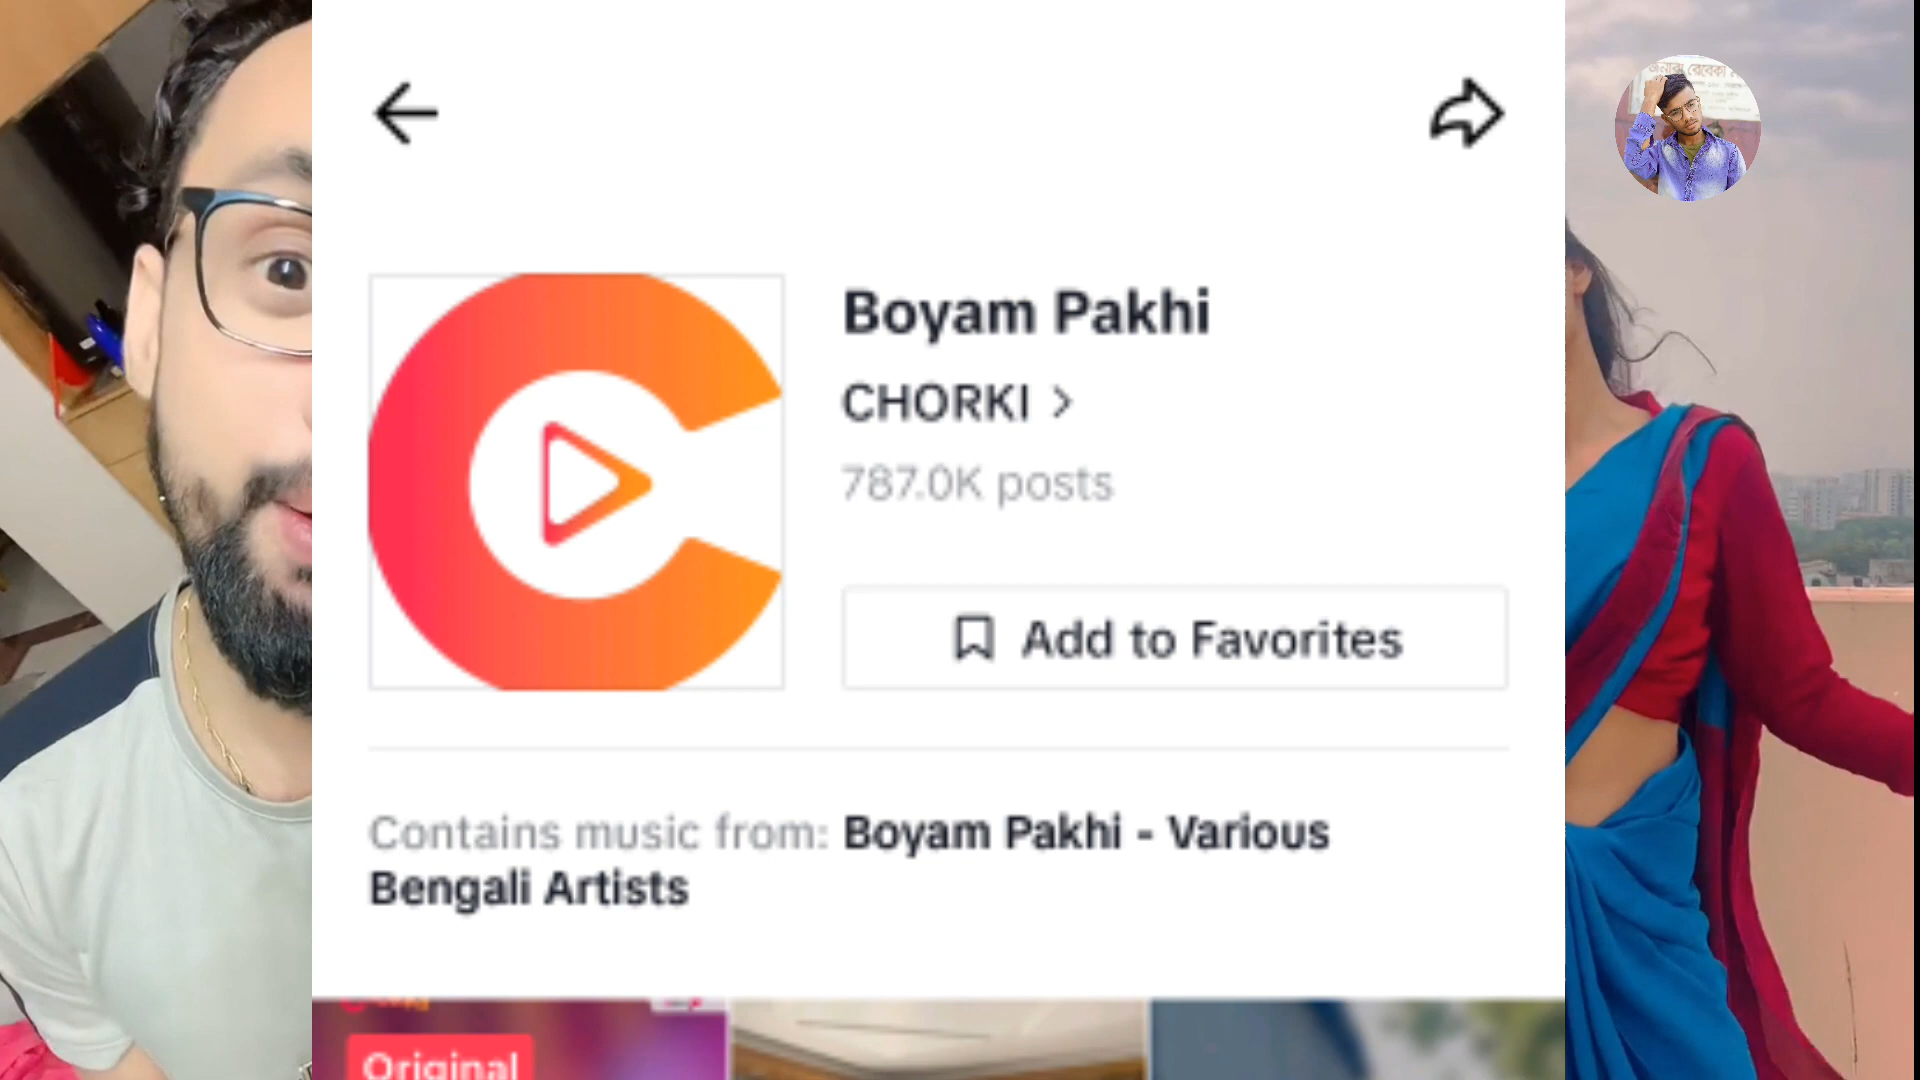 Boyam Pakhi
CHORKI >
787.0K posts
Add to Favorites
Contains music from: Boyam Pakhi - Various
Bengali Artists
Original